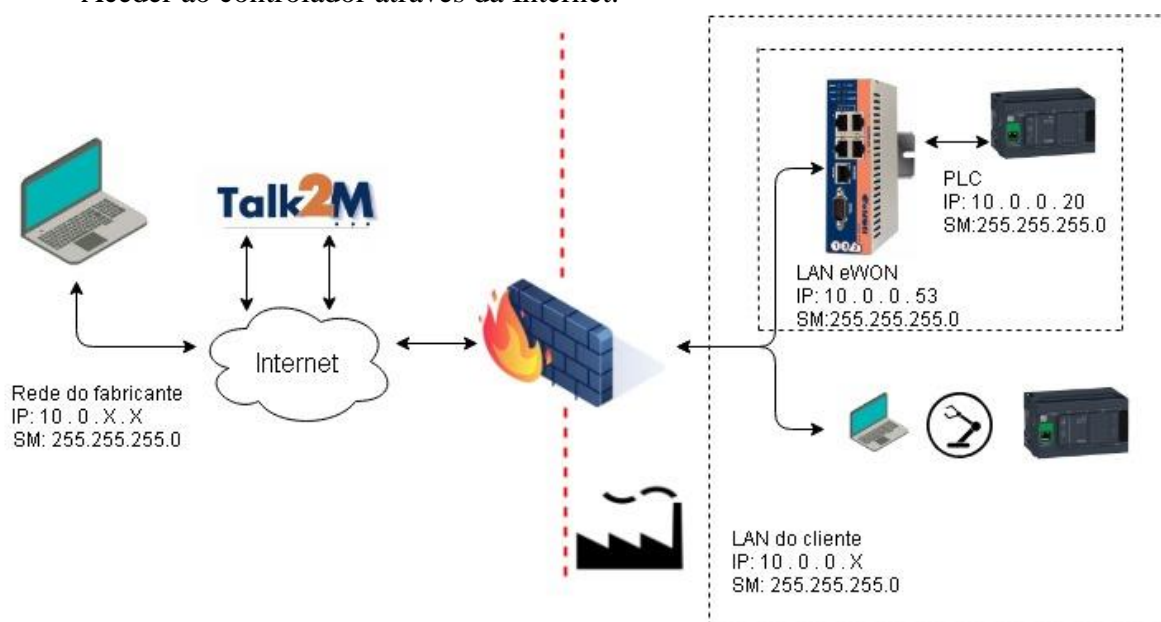 Aceder ao controlador através da Internet.
Talk2M
Internet
Rede do fabricante
IP: 10 . 0 . X . X
SM: 255.255.255.0
PLC
IP: 10 . 0 . 0 . 20
SM:255.255.255.0
LAN eWON
IP: 10 . 0 . 0 . 53
SM:255.255.255.0
LAN do cliente
IP: 10 . 0 . 0 . X
SM: 255.255.255.0